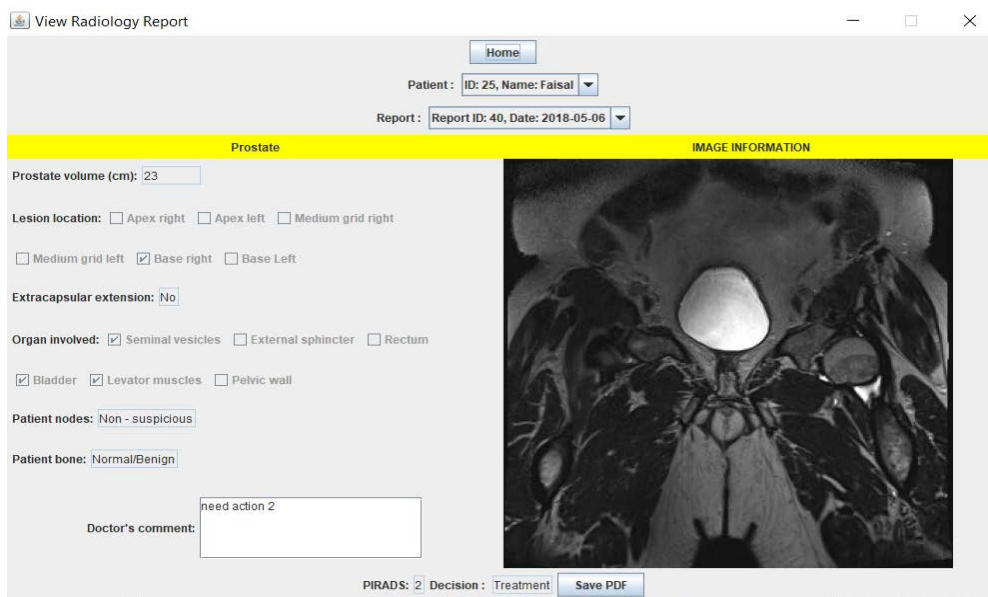 View Radiology Report
Home
Patient : ID: 25, Name: Faisal
Report : Report ID: 40, Date: 2018-05-06
Prostate
IMAGE INFORMATION
Prostate volume (cm): 23
Lesion location: Apex right Apex left Medium grid right
Medium grid left Base right Base Left
Extracapsular extension: No
Organ involved: Seminal vesicles External sphincter Rectum
Bladder Levator muscles Pelvic wall
Patient nodes: Non - suspicious
Patient bone: Normal/Benign
need action 2
Doctor's comment:
PIRADS: 2 Decision : Treatment Save PDF